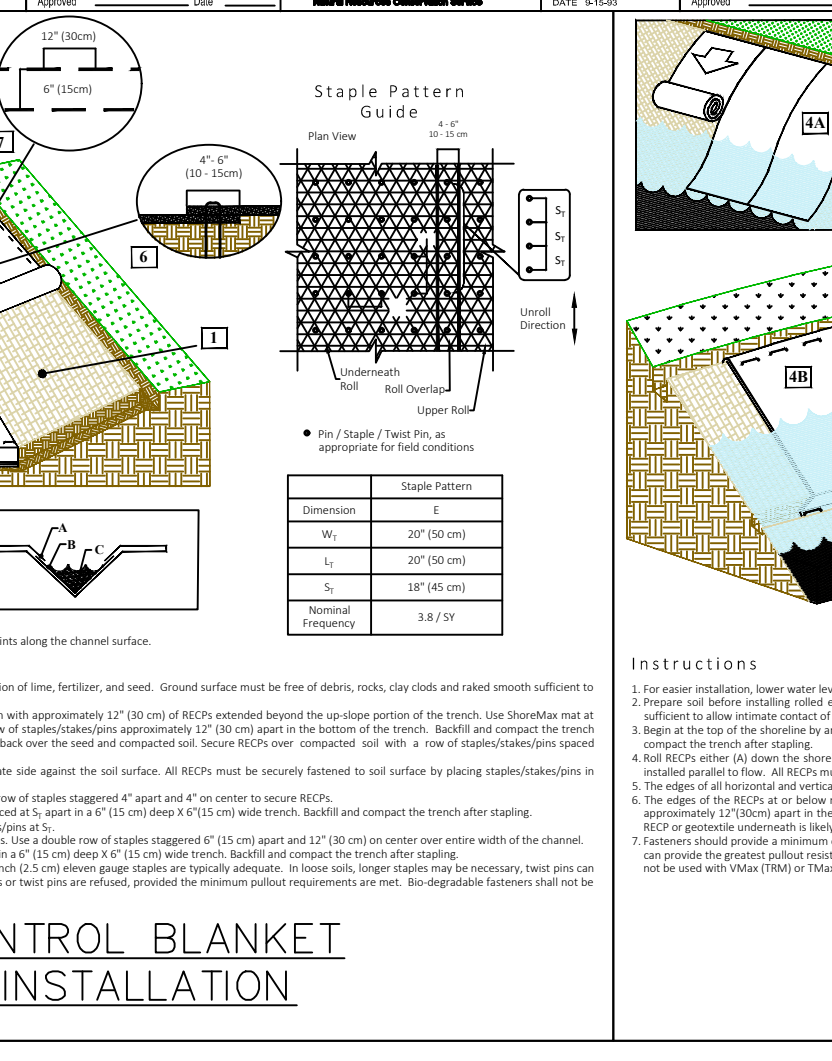 Approved
Date
Natural Resources Conservation Service
DATE 9-15-93
Approved
12" (30cm)
6" (15cm)
7
4"- 6"
(10 - 15cm)
6
1
Staple Pattern
Guide
Plan View
4 - 6"
10 - 15 cm
S_T
S_T
S_T
Unroll
Direction
Underneath
Roll
Roll Overlap
Upper Roll
Pin / Staple / Twist Pin, as
appropriate for field conditions
Staple Pattern
Dimension E
W_T 20" (50 cm)
L_T 20" (50 cm)
S_T 18" (45 cm)
Nominal
Frequency 3.8 / SY
A
B
C
ints along the channel surface.
ion of lime, fertilizer, and seed. Ground surface must be free of debris, rocks, clay clods and raked smooth sufficient to
h with approximately 12" (30 cm) of RECPs extended beyond the up-slope portion of the trench. Use ShoreMax mat at
w of staples/stakes/pins approximately 12" (30 cm) apart in the bottom of the trench. Backfill and compact the trench
back over the seed and compacted soil. Secure RECPs over compacted soil with a row of staples/stakes/pins spaced
ate side against the soil surface. All RECPs must be securely fastened to soil surface by placing staples/stakes/pins in
row of staples staggered 4" apart and 4" on center to secure RECPs.
ced at S_T apart in a 6" (15 cm) deep X 6"(15 cm) wide trench. Backfill and compact the trench after stapling.
s/pins at S_T.
s. Use a double row of staples staggered 6" (15 cm) apart and 12" (30 cm) on center over entire width of the channel.
in a 6" (15 cm) deep X 6" (15 cm) wide trench. Backfill and compact the trench after stapling.
nch (2.5 cm) eleven gauge staples are typically adequate. In loose soils, longer staples may be necessary, twist pins can
s or twist pins are refused, provided the minimum pullout requirements are met. Bio-degradable fasteners shall not be
NTROL BLANKET
INSTALLATION
4A
4B
Instructions
1. For easier installation, lower water lev
2. Prepare soil before installing rolled e
sufficient to allow intimate contact of
3. Begin at the top of the shoreline by an
compact the trench after stapling.
4. Roll RECPs either (A) down the shore
installed parallel to flow. All RECPs mu
5. The edges of all horizontal and vertica
6. The edges of the RECPs at or below n
approximately 12"(30cm) apart in the
RECP or geotextile underneath is likely
7. Fasteners should provide a minimum o
can provide the greatest pullout resist
not be used with VMax (TRM) or TMax